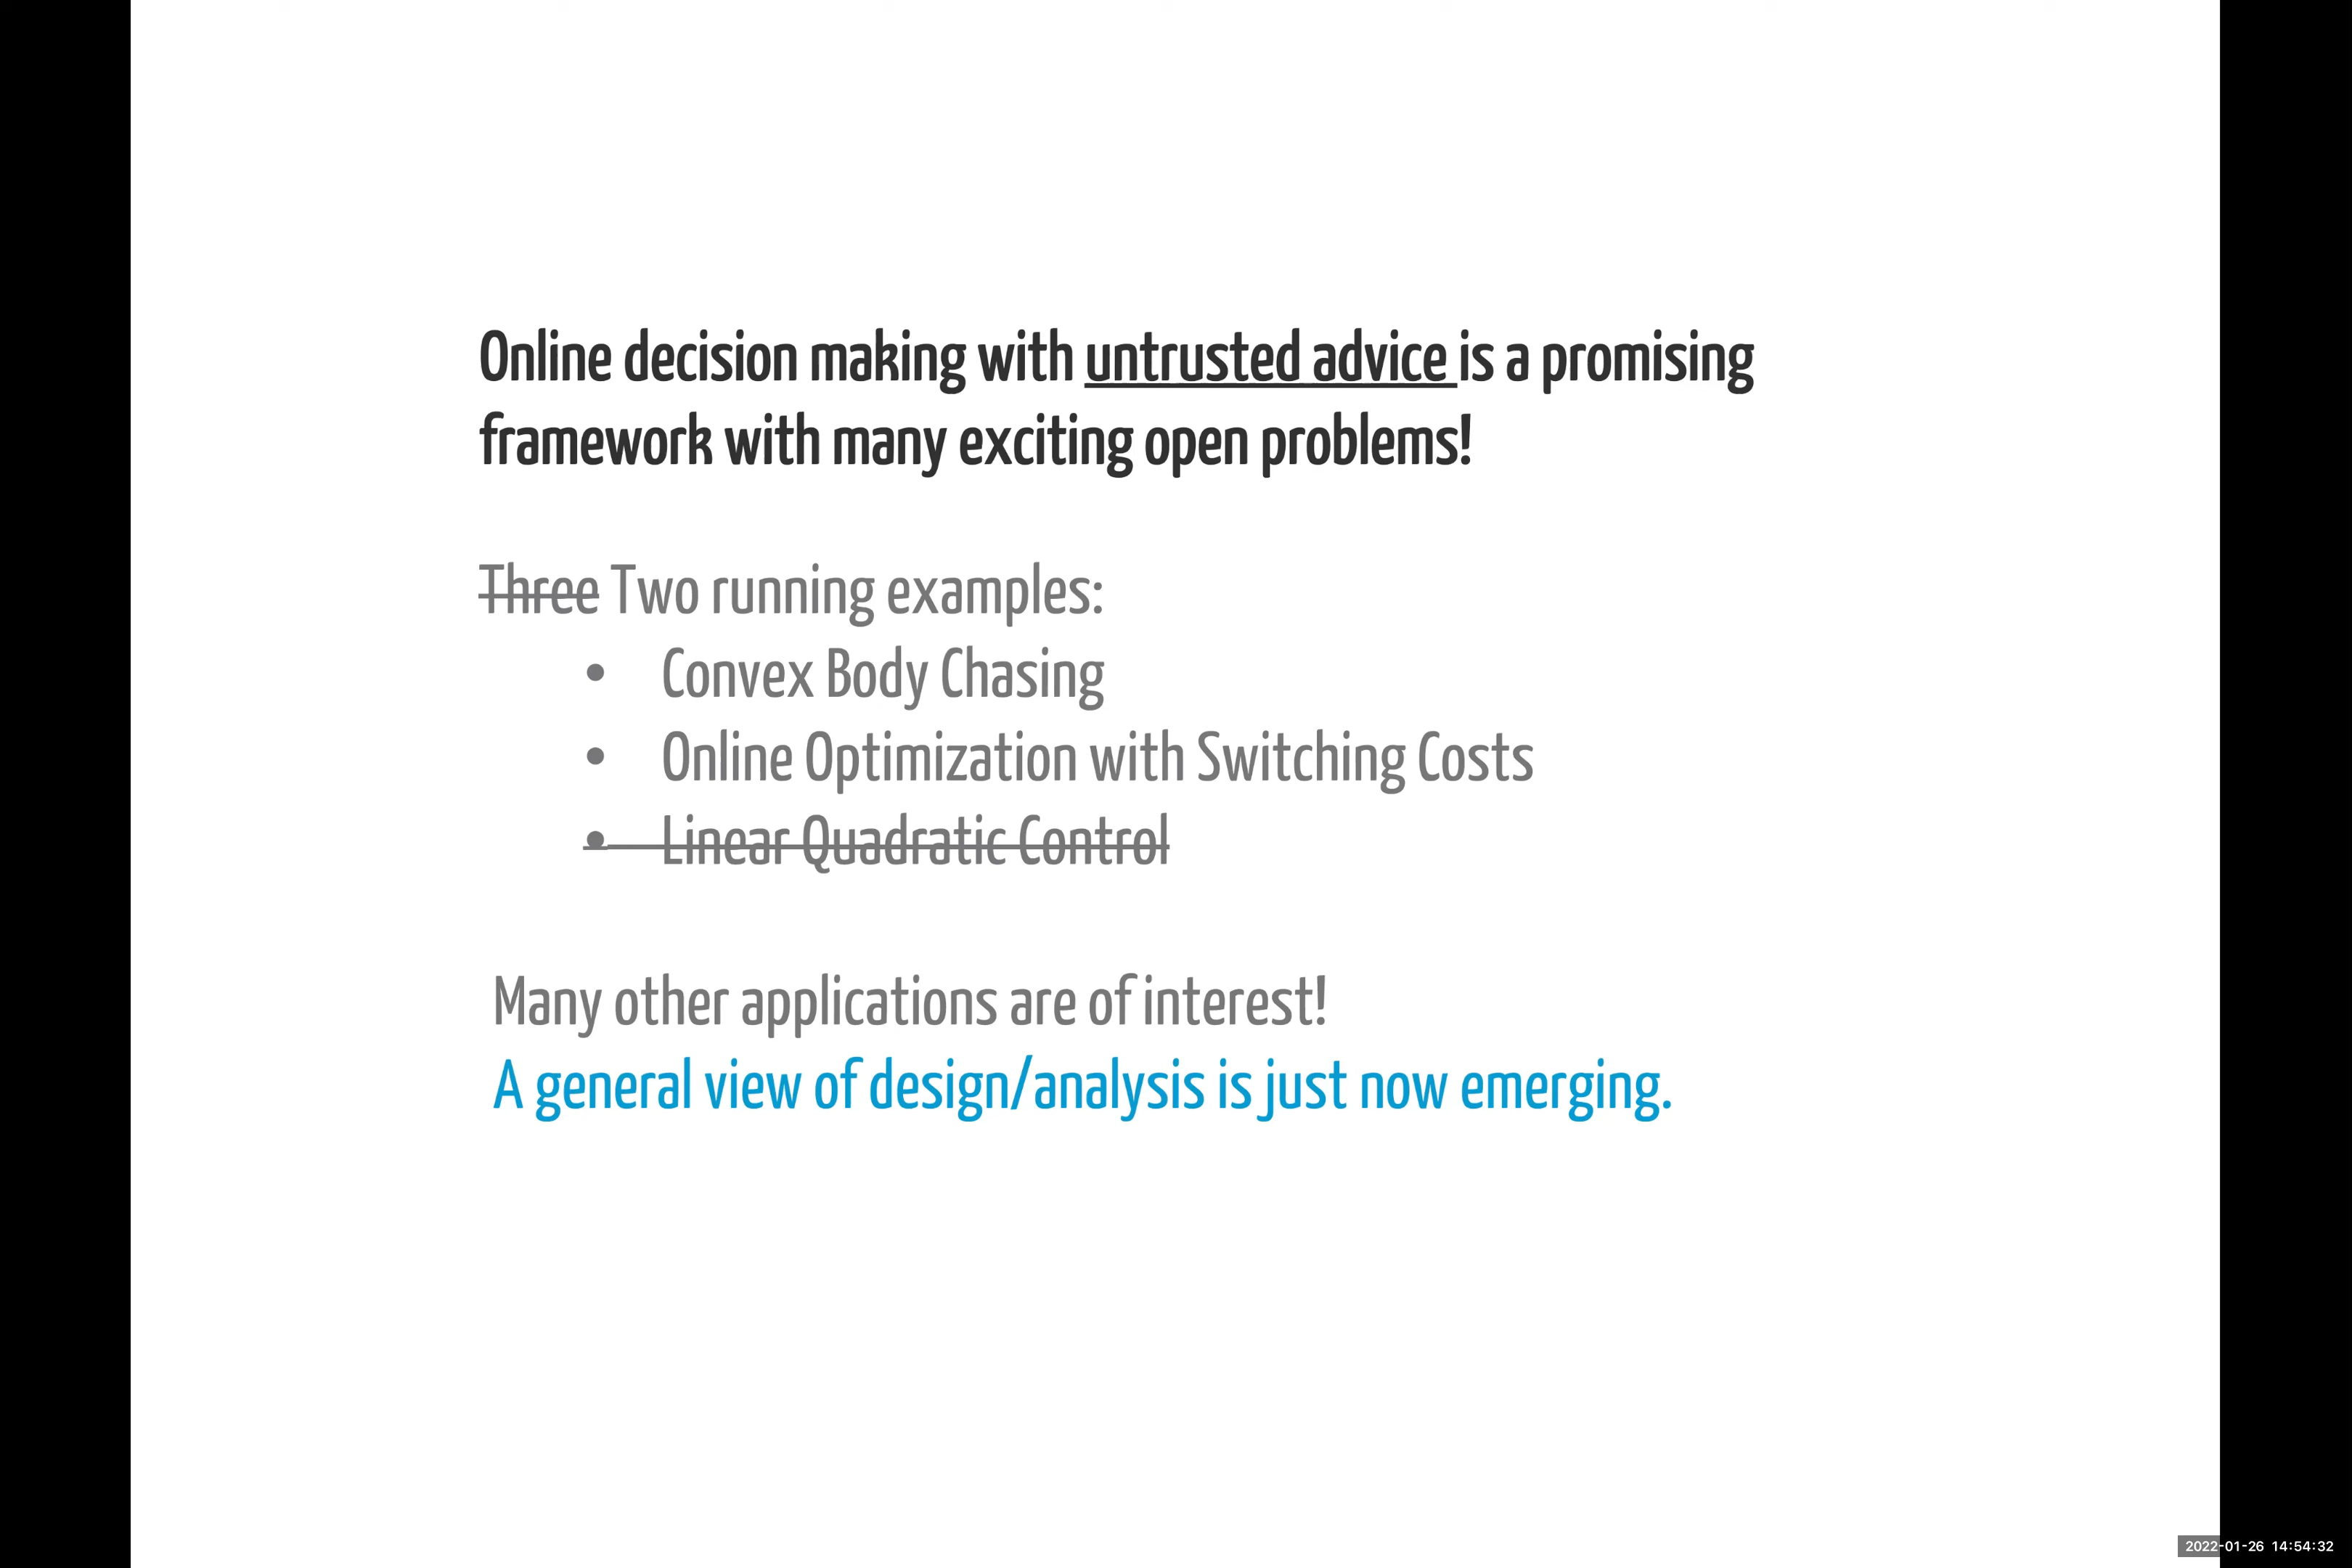 Online decision making with untrusted advice is a promising
framework with many exciting open problems!
Three Two running examples:
• Convex Body Chasing
• Online Optimization with Switching Costs
• Linear Quadratic Control
Many other applications are of interest!
A general view of design/analysis is just now emerging.
2022-01-26 14:54:32